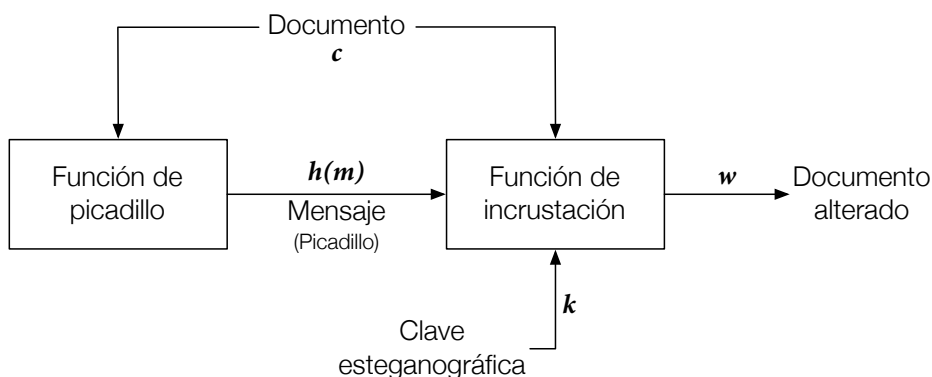 Documento
c
Función de
picadillo
h(m)
Mensaje
(Picadillo)
Función de
incrustación
w
Documento
alterado
k
Clave
esteganográfica